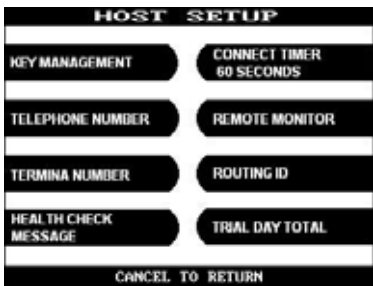 HOST SETUP
KEY MANAGEMENT
CONNECT TIMER
60 SECONDS
TELEPHONE NUMBER
REMOTE MONITOR
TERMINA NUMBER
ROUTING ID
HEALTH CHECK
MESSAGE
TRIAL DAY TOTAL
CANCEL TO RETURN